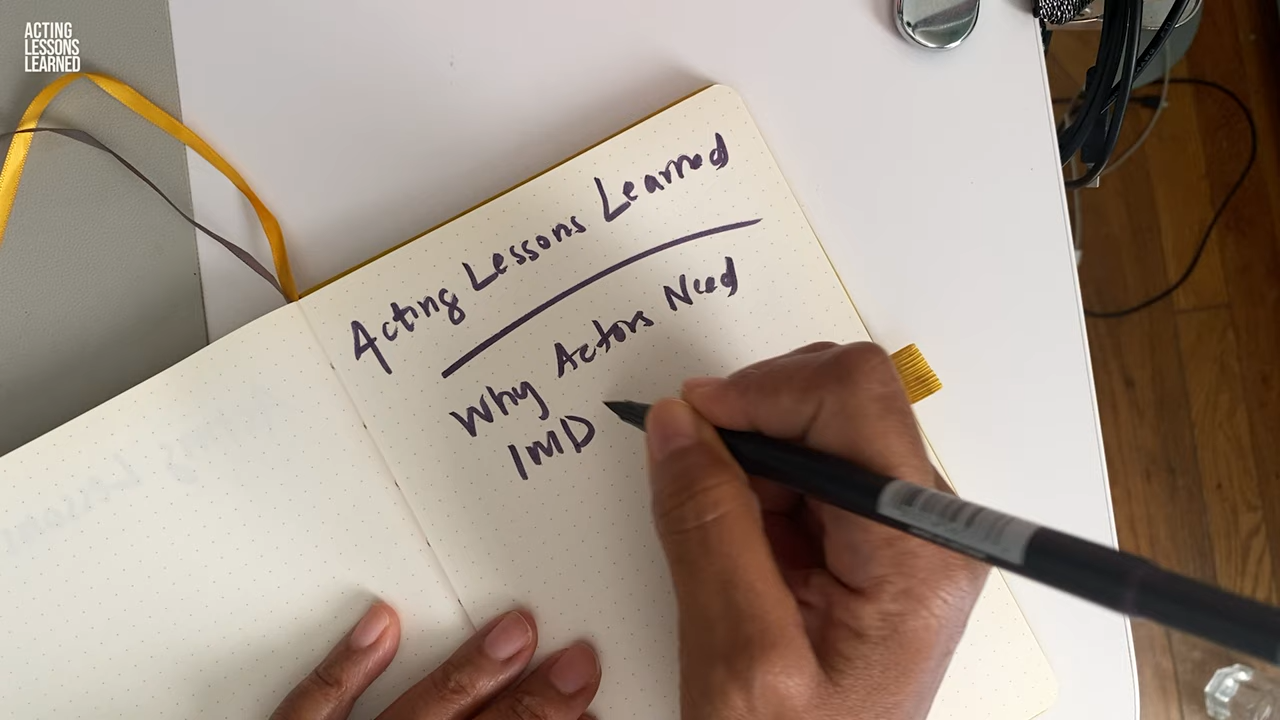 ACTING
LESSONS
LEARNED
Acting Lessons Learned
Why Actors Need
IMD